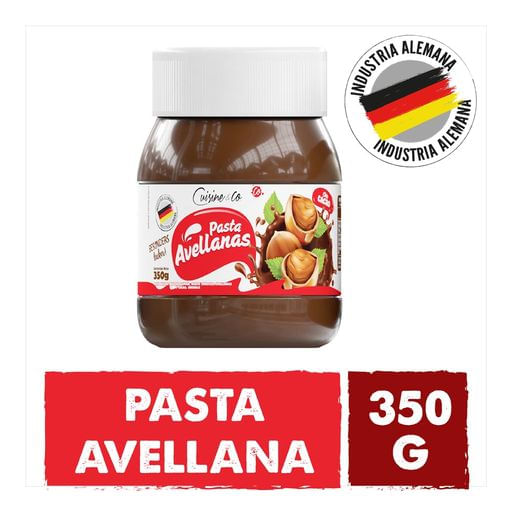 INDUSTRIA ALEMANA
INDUSTRIA ALEMANA
Cuisine & Co
Pasta
Avellanas
350g
PASTA
AVELLANA
350
G